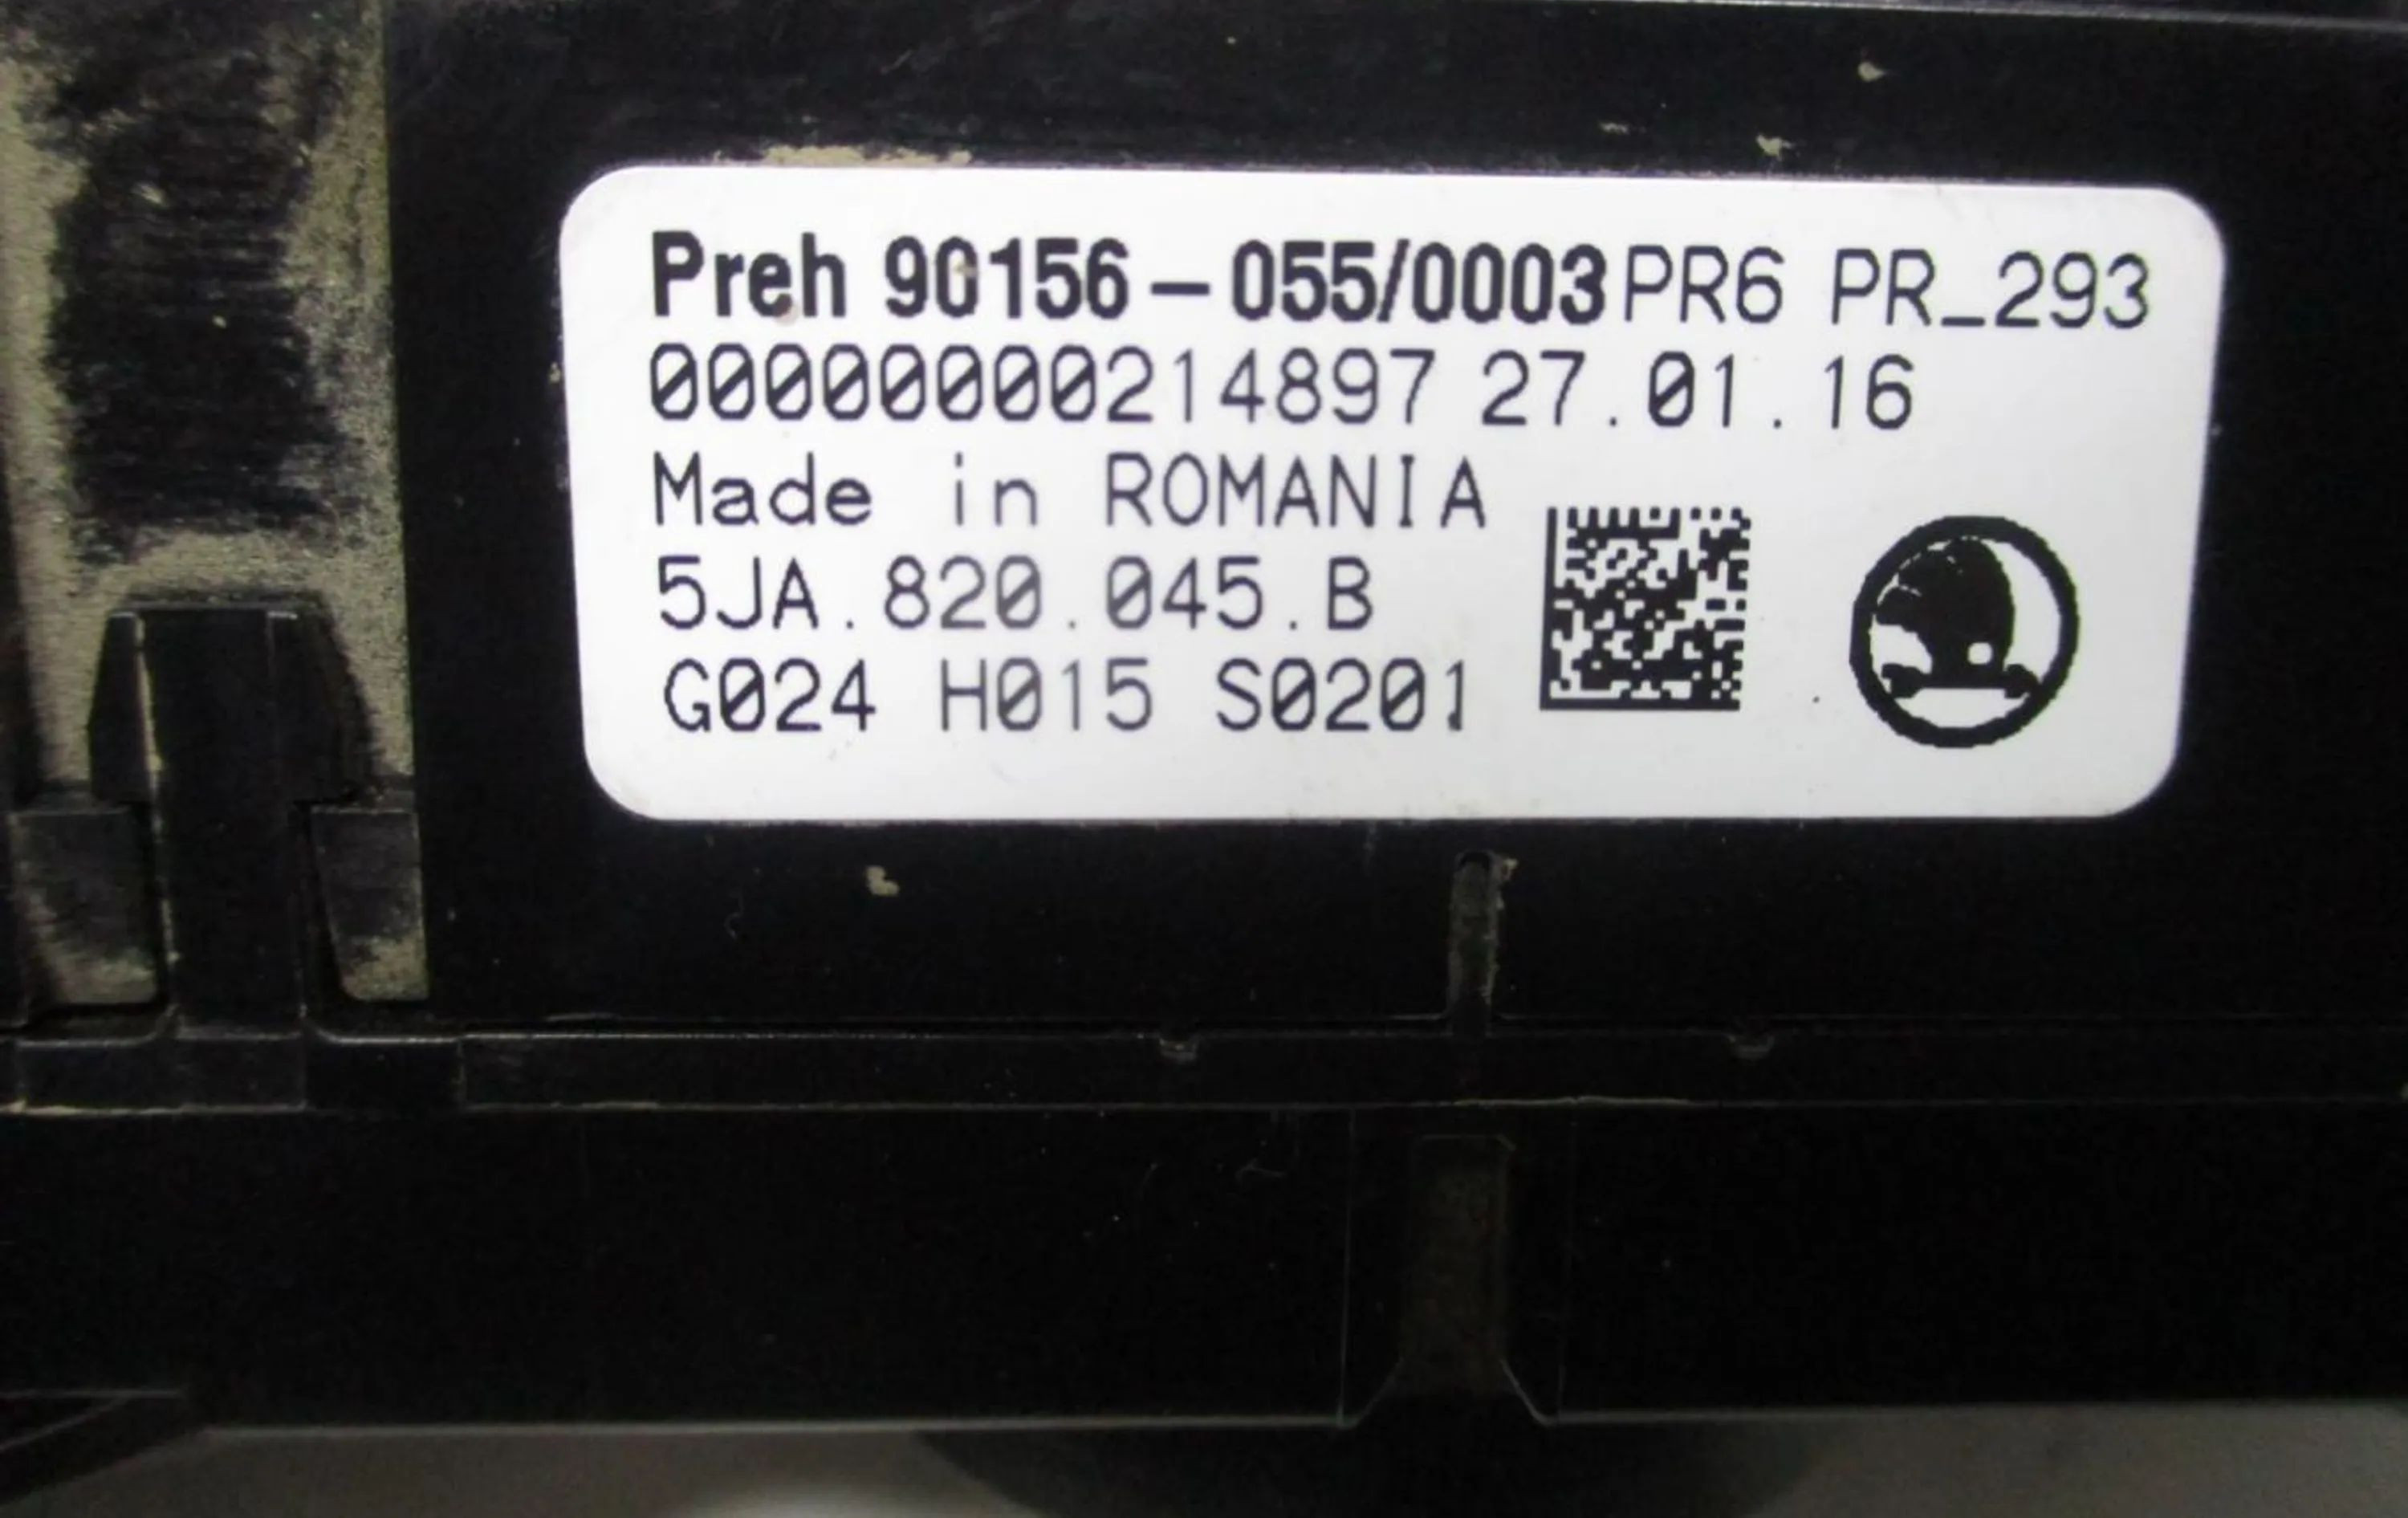 Preh 90156-055/0003 PR6 PR_293
00000000214897 27.01.16
Made in ROMANIA
5JA.820.045.B
G024 H015 S0201